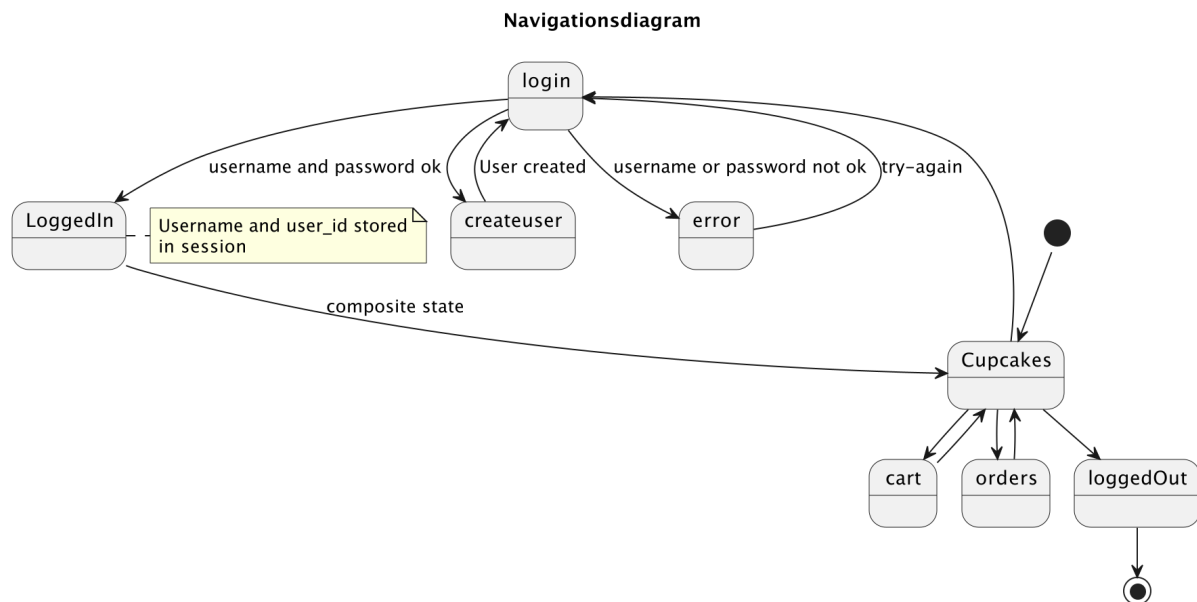 Navigationsdiagram
login
username and password ok
User created
username or password not ok
try-again
LoggedIn
Username and user_id stored
in session
createuser
error
composite state
Cupcakes
cart
orders
loggedOut